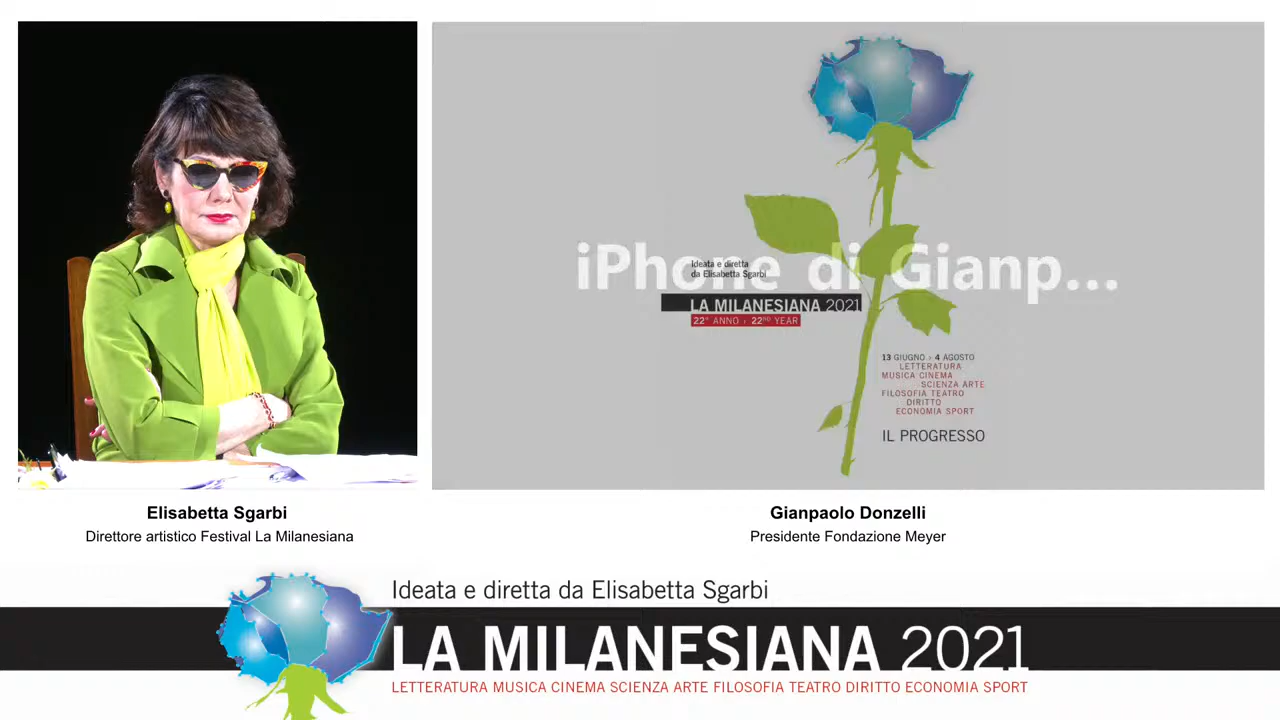 iPhone di Gianp...
Ideata e diretta
da Elisabetta Sgarbi
LA MILANESIANA 2021
22° ANNO > 22ND YEAR
13 GIUGNO > 4 AGOSTO
LETTERATURA
MUSICA CINEMA
SCIENZA ARTE
FILOSOFIA TEATRO
DIRITTO
ECONOMIA SPORT
IL PROGRESSO
Elisabetta Sgarbi
Direttore artistico Festival La Milanesiana
Gianpaolo Donzelli
Presidente Fondazione Meyer
Ideata e diretta da Elisabetta Sgarbi
LA MILANESIANA 2021
LETTERATURA MUSICA CINEMA SCIENZA ARTE FILOSOFIA TEATRO DIRITTO ECONOMIA SPORT